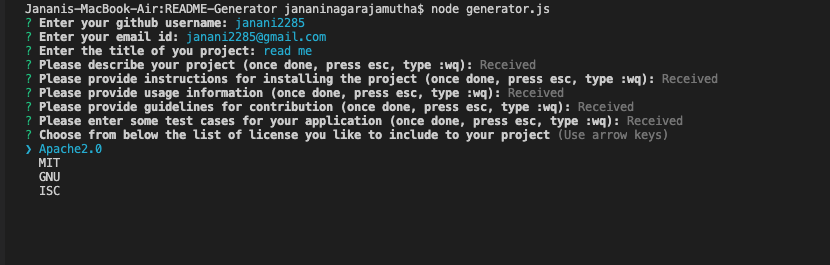 Jananis-MacBook-Air:README-Generator jananinagarajamutha$ node generator.js
? Enter your github username: janani2285
? Enter your email id: janani2285@gmail.com
? Enter the title of you project: read me
? Please describe your project (once done, press esc, type :wq): Received
? Please provide instructions for installing the project (once done, press esc, type :wq): Received
? Please provide usage information (once done, press esc, type :wq): Received
? Please provide guidelines for contribution (once done, press esc, type :wq): Received
? Please enter some test cases for your application (once done, press esc, type :wq): Received
? Choose from below the list of license you like to include to your project (Use arrow keys)
❯ Apache2.0
MIT
GNU
ISC